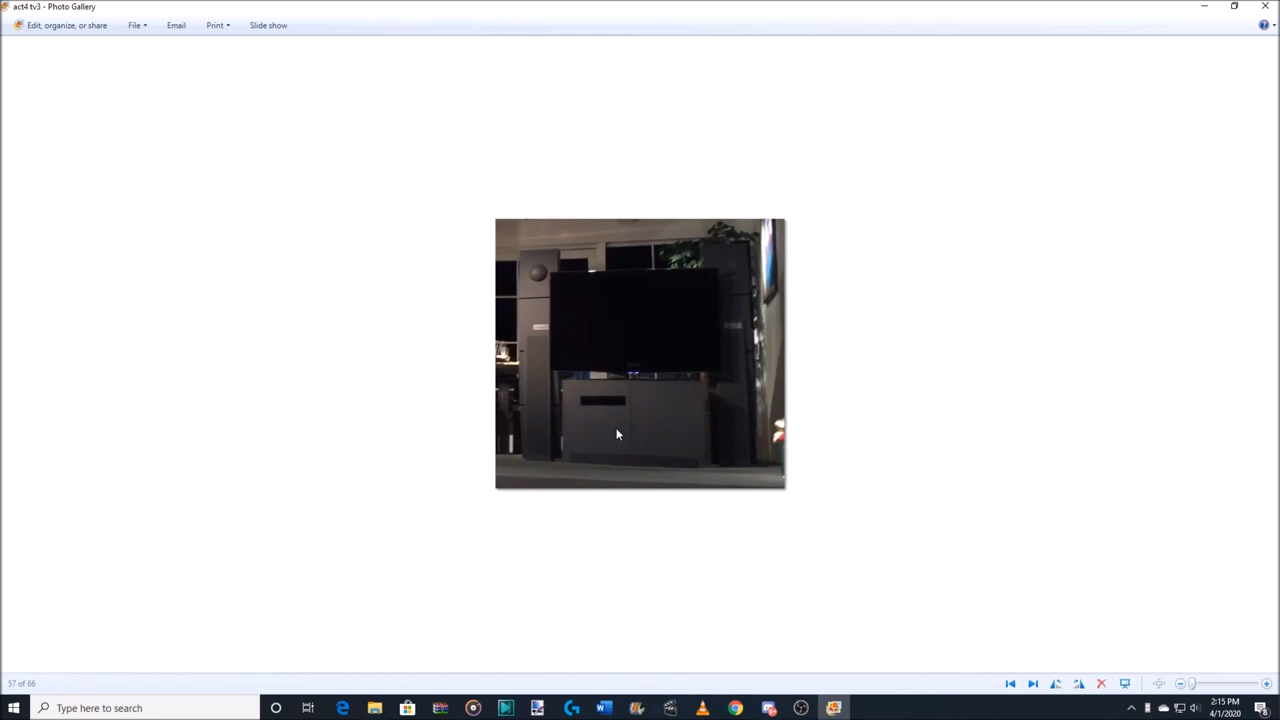 act4 tv3 - Photo Gallery
Edit, organize, or share File Email Print Slide show
57 of 66
Type here to search
2:15 PM
4/1/2020
8